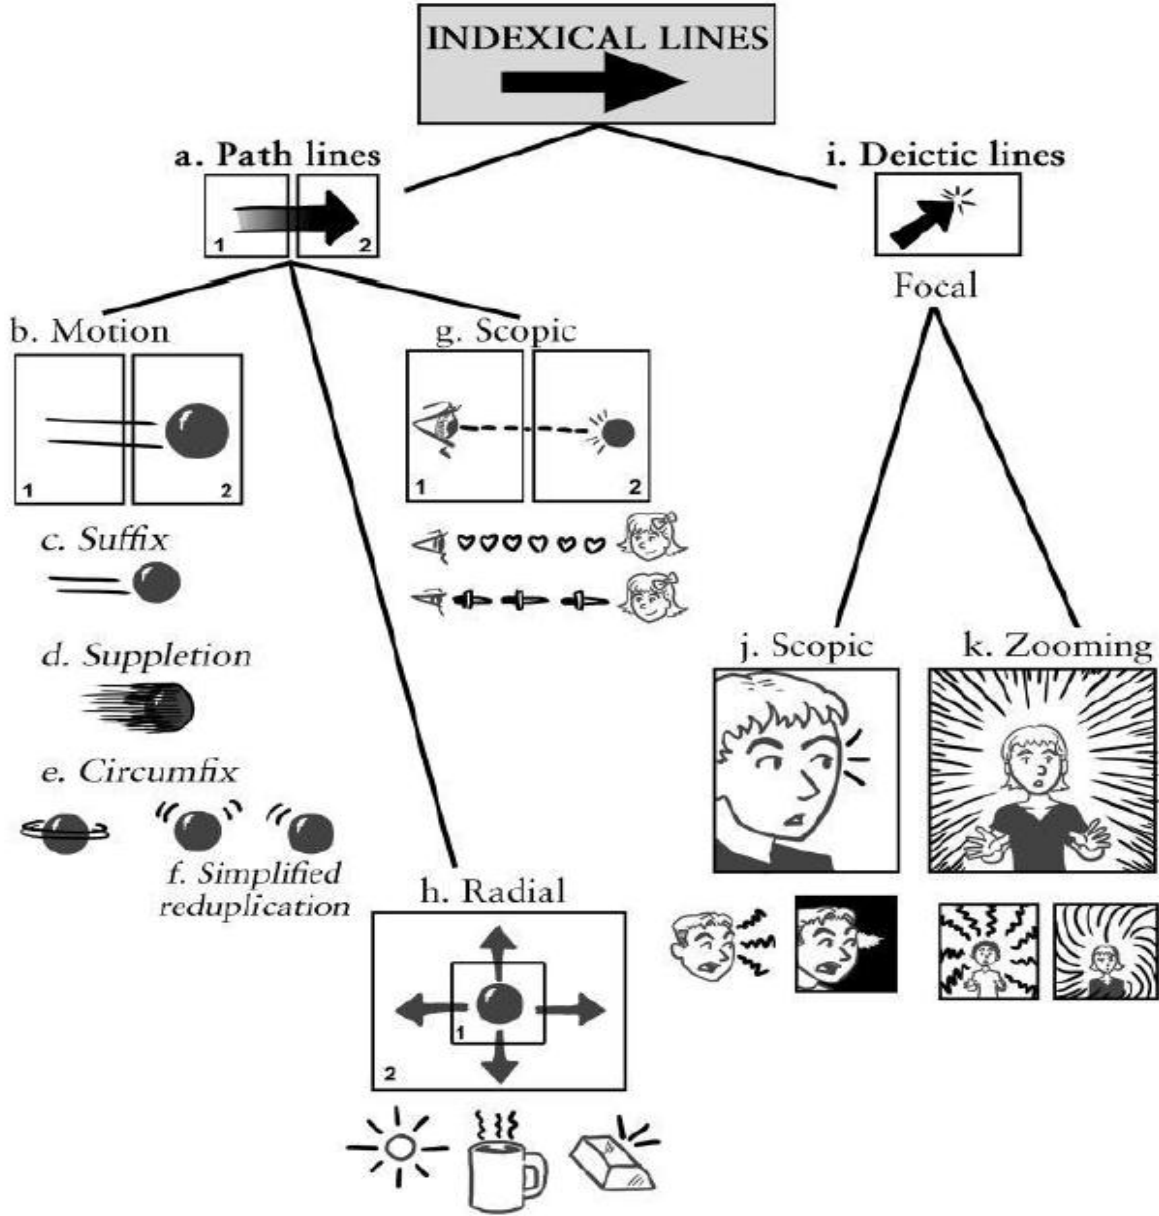 INDEXICAL LINES
a. Path lines
1
2
i. Deictic lines
Focal
b. Motion
1
2
g. Scopic
1
2
c. Suffix
d. Suppletion
e. Circumfix
f. Simplified
reduplication
h. Radial
1
2
j. Scopic
k. Zooming